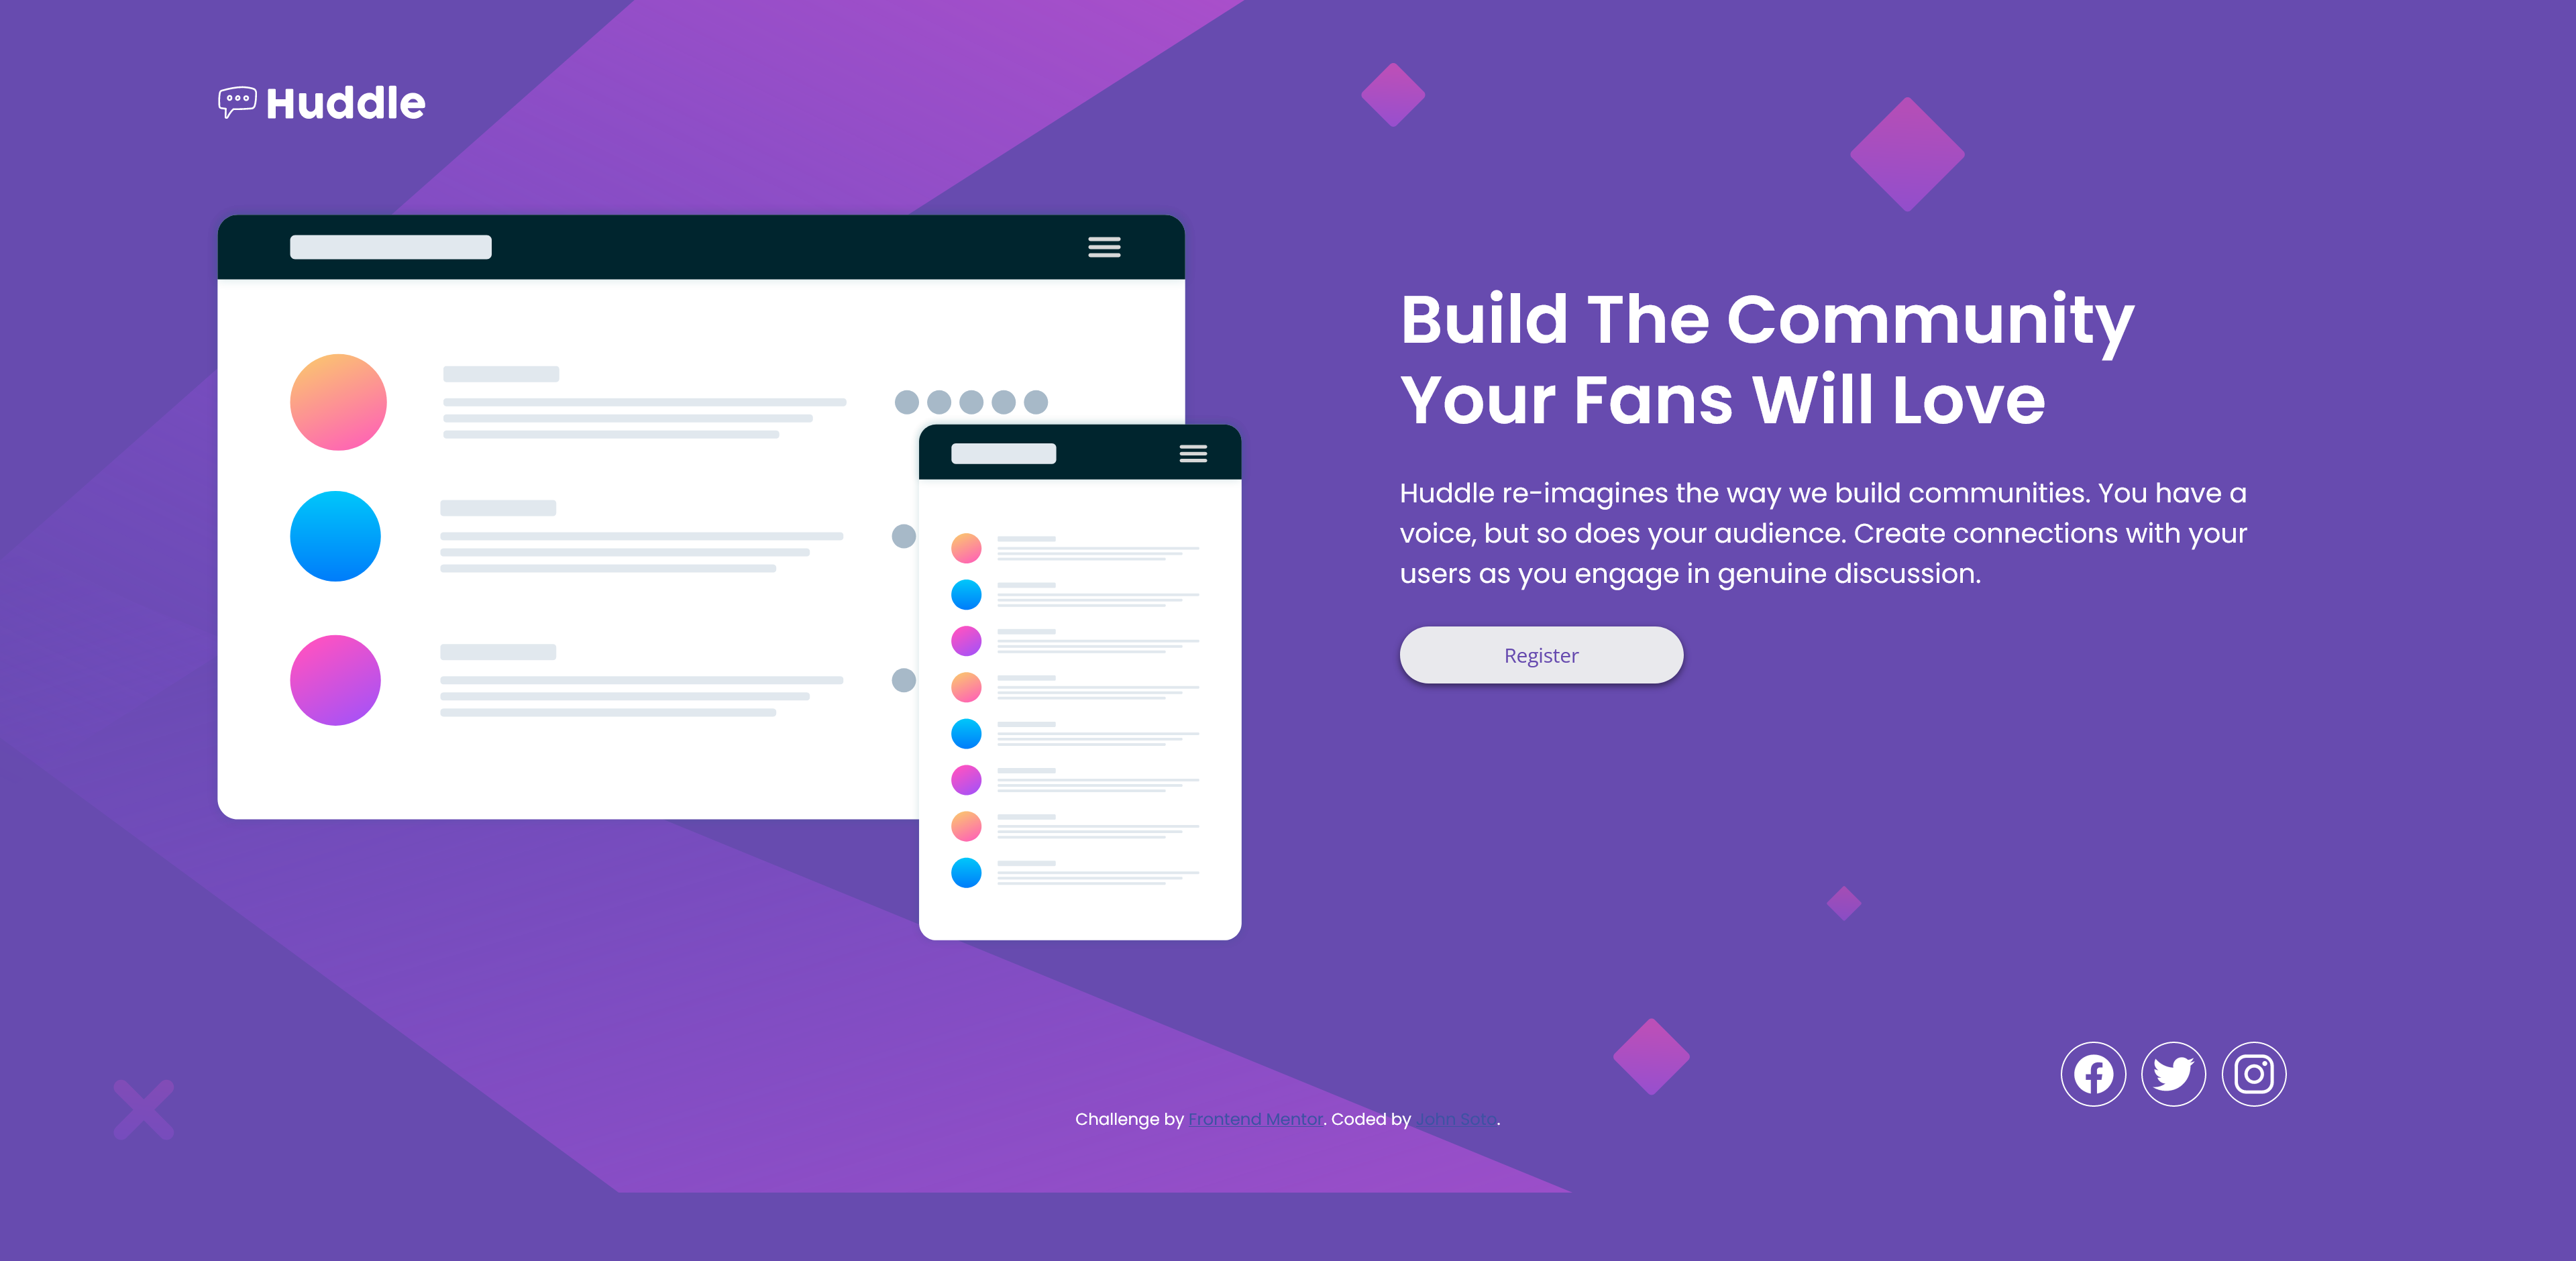 Huddle
Build The Community
Your Fans Will Love
Huddle re-imagines the way we build communities. You have a
voice, but so does your audience. Create connections with your
users as you engage in genuine discussion.
Register
Challenge by Frontend Mentor. Coded by John Soto.